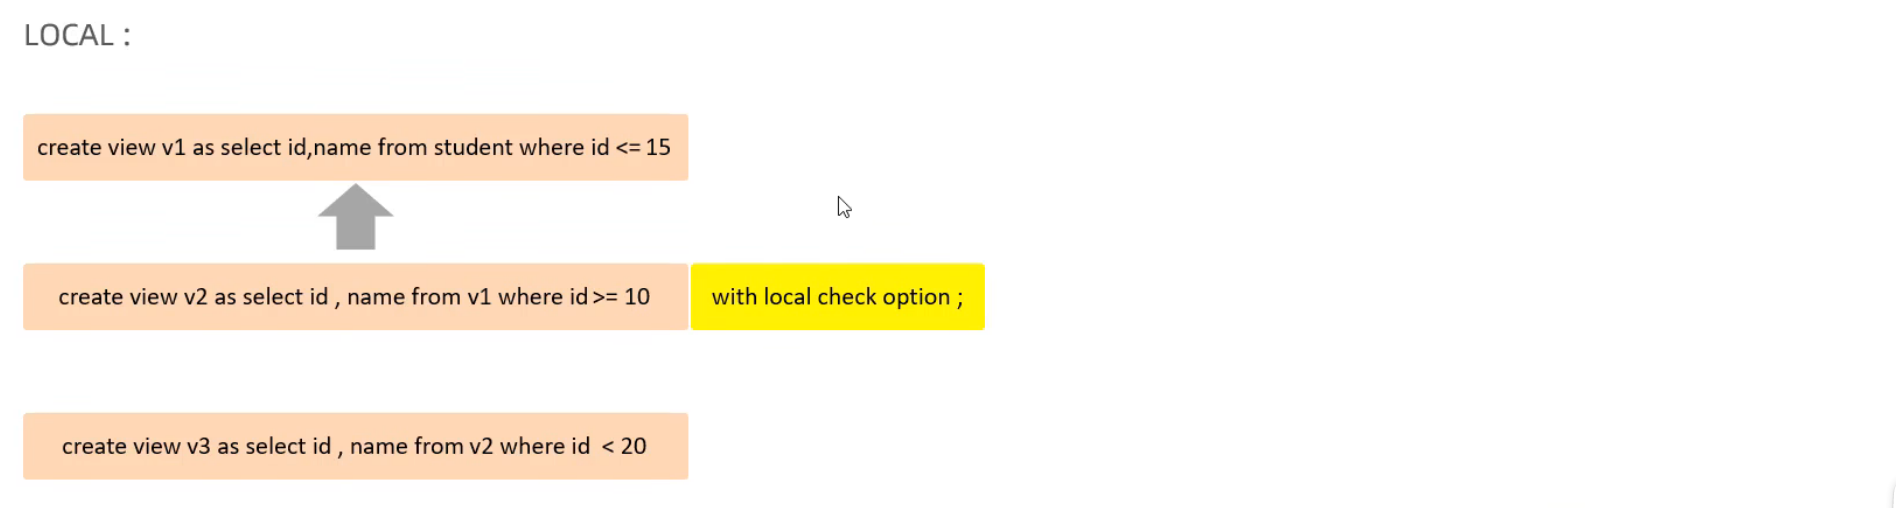 LOCAL :
create view v1 as select id,name from student where id <= 15
create view v2 as select id , name from v1 where id >= 10 with local check option ;
create view v3 as select id , name from v2 where id < 20